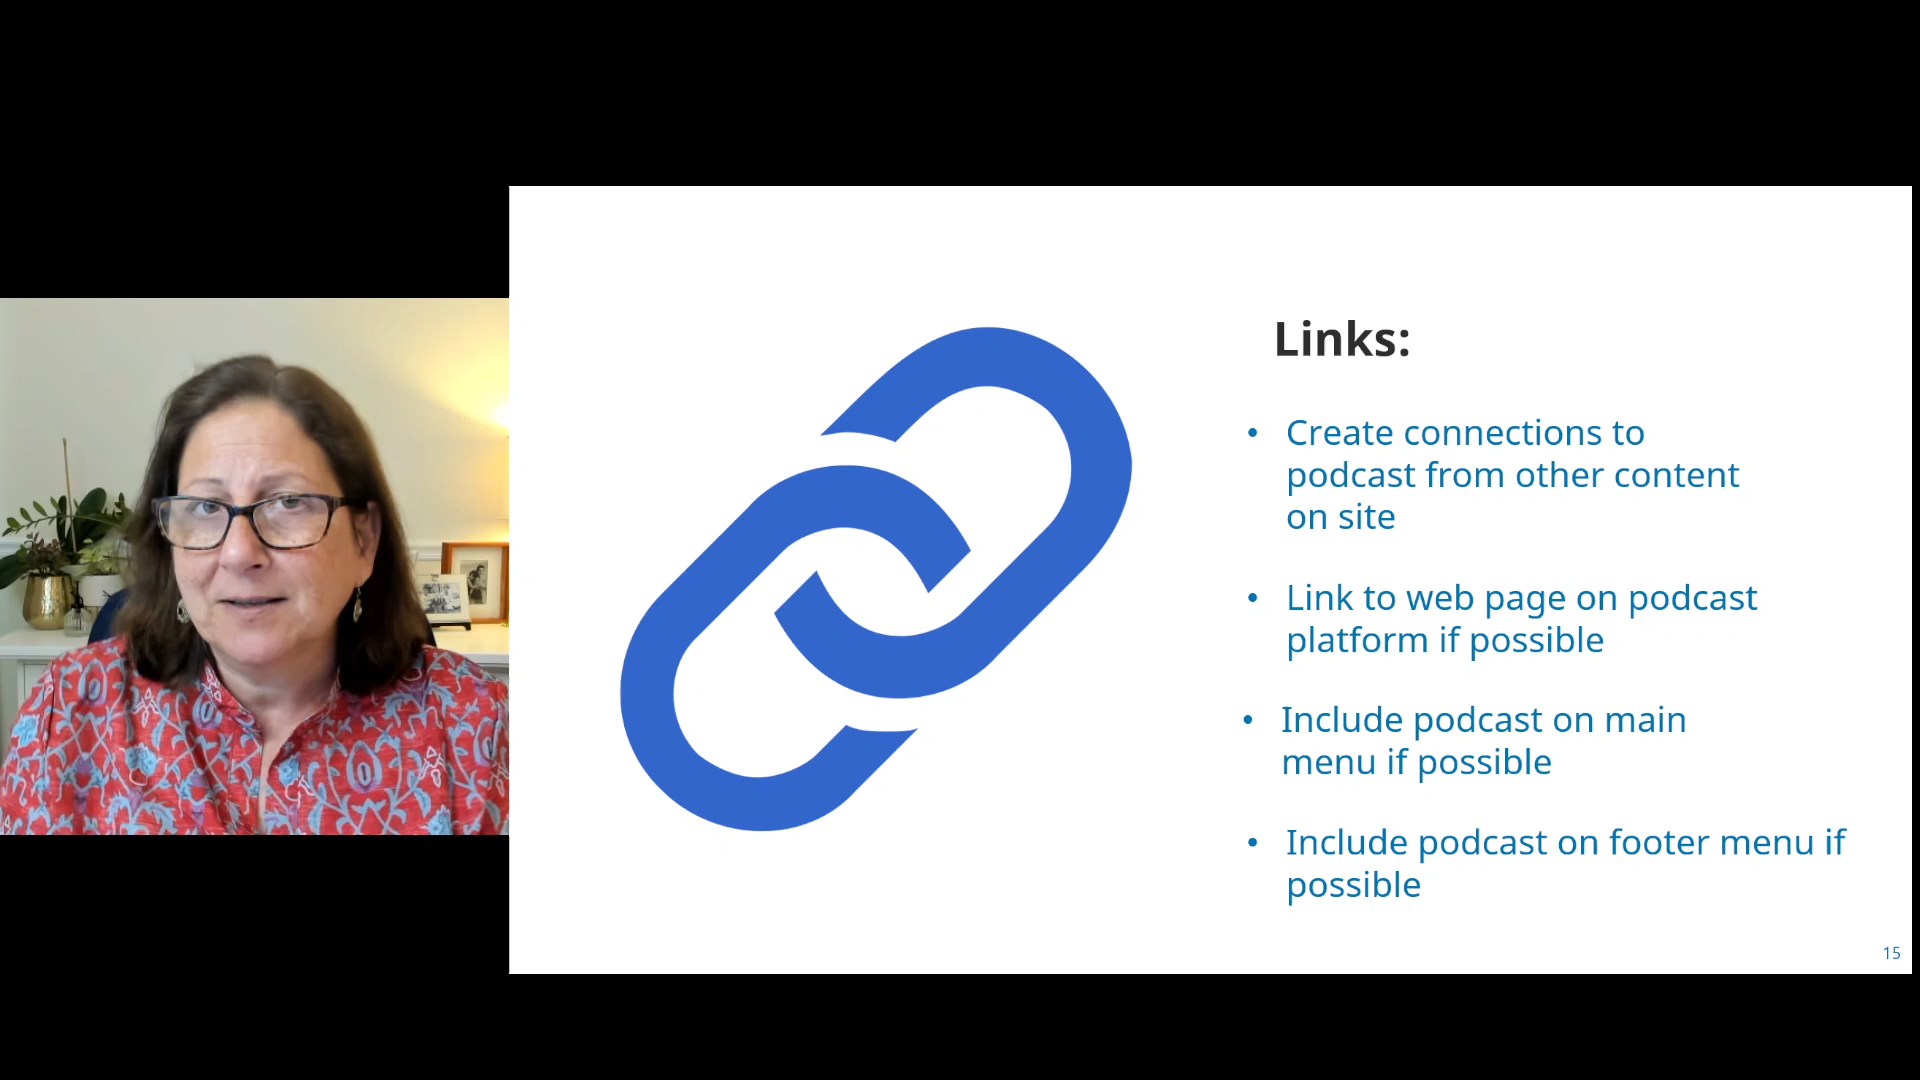 Links:
• Create connections to
podcast from other content
on site
• Link to web page on podcast
platform if possible
• Include podcast on main
menu if possible
• Include podcast on footer menu if
possible
15